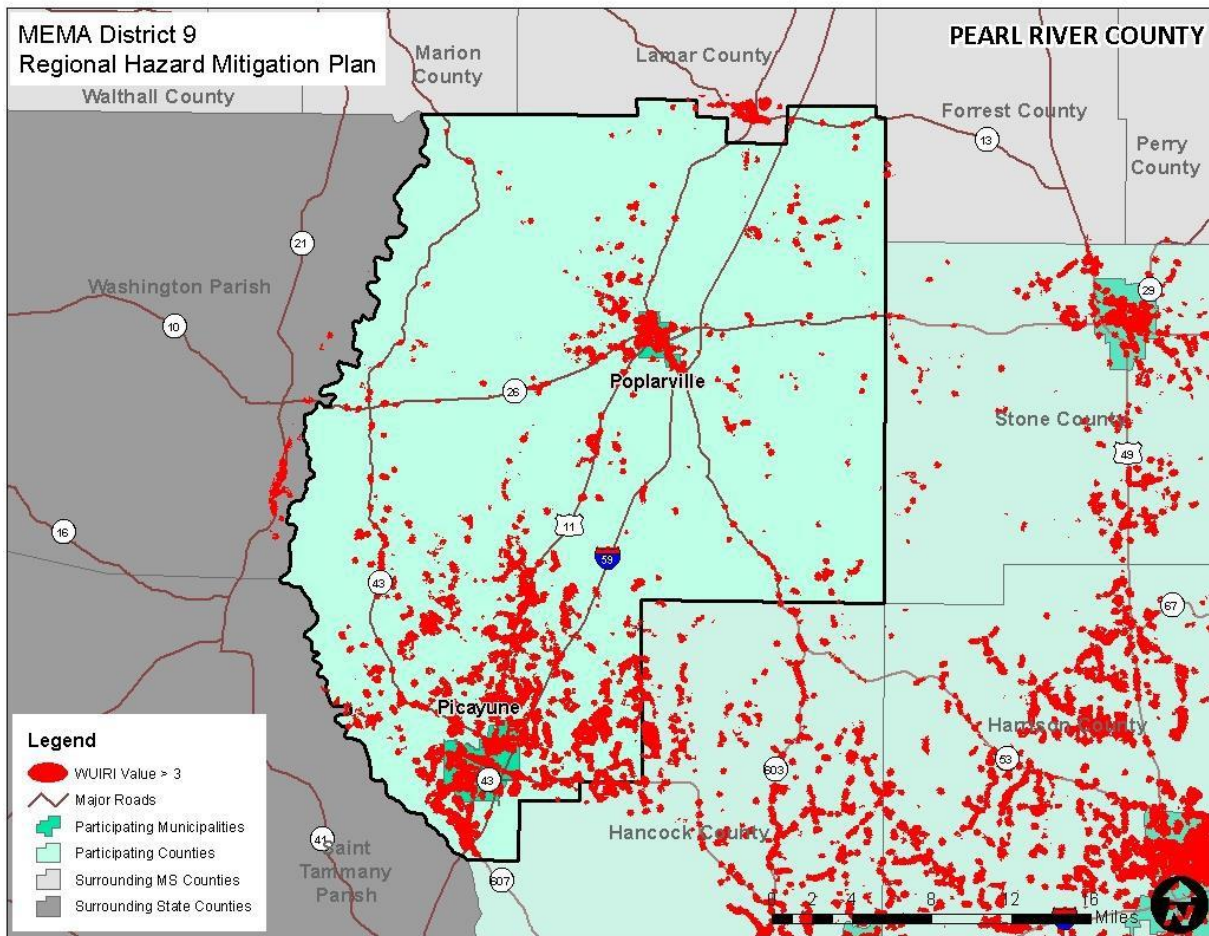 MEMA District 9
Regional Hazard Mitigation Plan
PEARL RIVER COUNTY
Marion
County
Lamar County
Walthall County
Forrest County
13
Perry
County
21
Washington Parish
10
29
Poplarville
26
Stone County
49
16
11
59
43
67
Picayune
43
Harrison County
53
603
Hancock County
41
Saint
Tammany
Parish
607
Legend
WUIRI Value > 3
Major Roads
Participating Municipalities
Participating Counties
Surrounding MS Counties
Surrounding State Counties
0 4 8 12 16
Miles